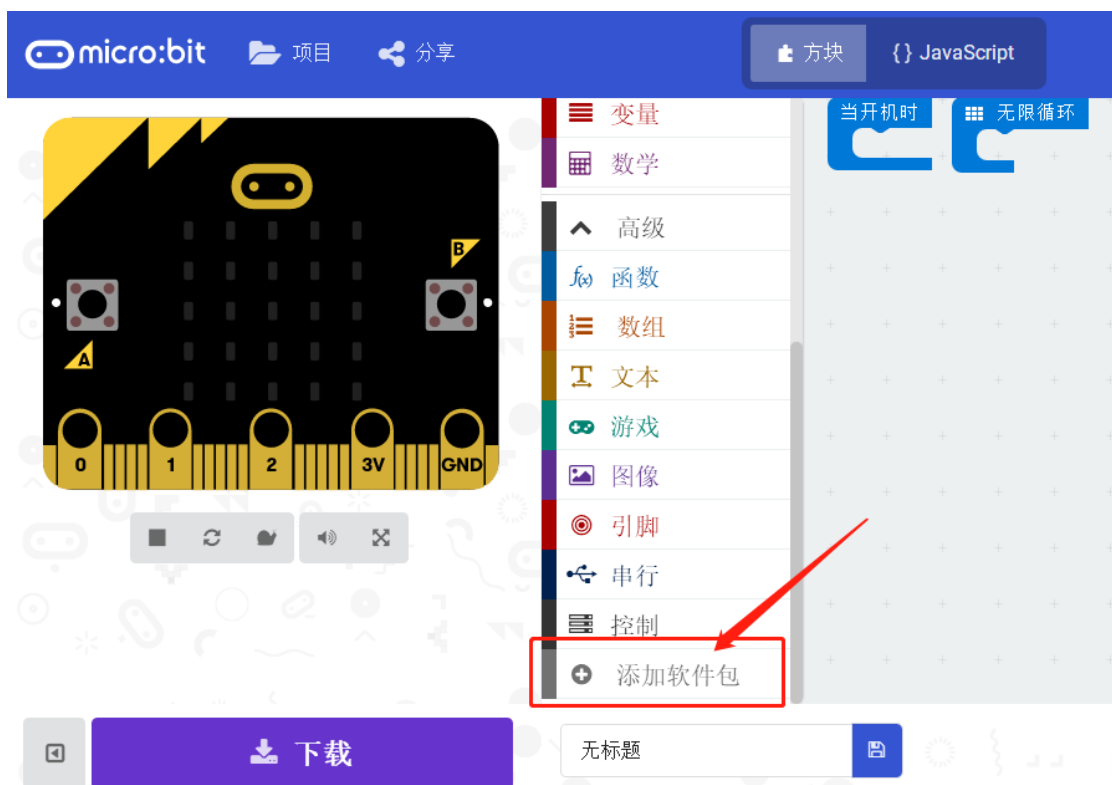 micro:bit 项目 分享 方块 {} JavaScript
变量
数学
高级
函数
数组
文本
游戏
图像
引脚
串行
控制
添加软件包
当开机时 无限循环
B
A
0 1 2 3V GND
下载 无标题